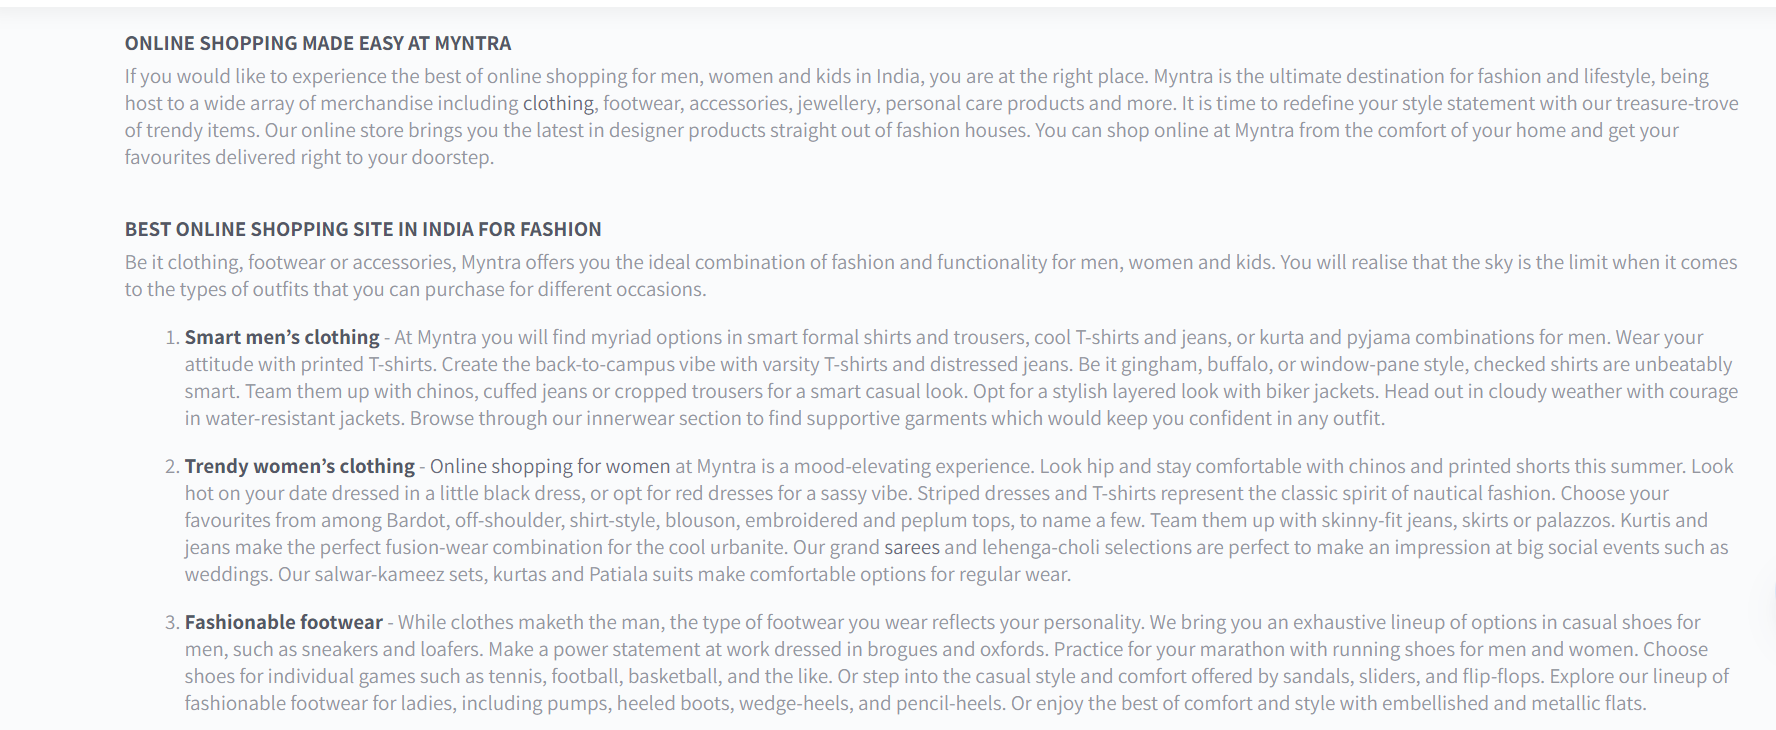 ONLINE SHOPPING MADE EASY AT MYNTRA
If you would like to experience the best of online shopping for men, women and kids in India, you are at the right place. Myntra is the ultimate destination for fashion and lifestyle, being
host to a wide array of merchandise including clothing, footwear, accessories, jewellery, personal care products and more. It is time to redefine your style statement with our treasure-trove
of trendy items. Our online store brings you the latest in designer products straight out of fashion houses. You can shop online at Myntra from the comfort of your home and get your
favourites delivered right to your doorstep.
BEST ONLINE SHOPPING SITE IN INDIA FOR FASHION
Be it clothing, footwear or accessories, Myntra offers you the ideal combination of fashion and functionality for men, women and kids. You will realise that the sky is the limit when it comes
to the types of outfits that you can purchase for different occasions.
1. Smart men’s clothing - At Myntra you will find myriad options in smart formal shirts and trousers, cool T-shirts and jeans, or kurta and pyjama combinations for men. Wear your
attitude with printed T-shirts. Create the back-to-campus vibe with varsity T-shirts and distressed jeans. Be it gingham, buffalo, or window-pane style, checked shirts are unbeatably
smart. Team them up with chinos, cuffed jeans or cropped trousers for a smart casual look. Opt for a stylish layered look with biker jackets. Head out in cloudy weather with courage
in water-resistant jackets. Browse through our innerwear section to find supportive garments which would keep you confident in any outfit.
2. Trendy women’s clothing - Online shopping for women at Myntra is a mood-elevating experience. Look hip and stay comfortable with chinos and printed shorts this summer. Look
hot on your date dressed in a little black dress, or opt for red dresses for a sassy vibe. Striped dresses and T-shirts represent the classic spirit of nautical fashion. Choose your
favourites from among Bardot, off-shoulder, shirt-style, blouson, embroidered and peplum tops, to name a few. Team them up with skinny-fit jeans, skirts or palazzos. Kurtis and
jeans make the perfect fusion-wear combination for the cool urbanite. Our grand sarees and lehenga-choli selections are perfect to make an impression at big social events such as
weddings. Our salwar-kameez sets, kurtas and Patiala suits make comfortable options for regular wear.
3. Fashionable footwear - While clothes maketh the man, the type of footwear you wear reflects your personality. We bring you an exhaustive lineup of options in casual shoes for
men, such as sneakers and loafers. Make a power statement at work dressed in brogues and oxfords. Practice for your marathon with running shoes for men and women. Choose
shoes for individual games such as tennis, football, basketball, and the like. Or step into the casual style and comfort offered by sandals, sliders, and flip-flops. Explore our lineup of
fashionable footwear for ladies, including pumps, heeled boots, wedge-heels, and pencil-heels. Or enjoy the best of comfort and style with embellished and metallic flats.